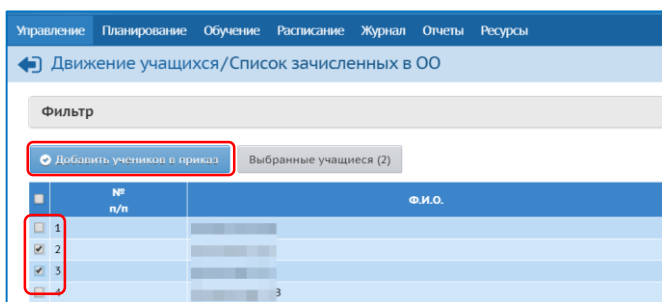 Управление Планирование Обучение Расписание Журнал Отчеты Ресурсы
Движение учащихся/Список зачисленных в ОО
Фильтр
Добавить учеников в приказ Выбранные учащиеся (2)
№ п/п Ф.И.О.
1
2
3
4 в